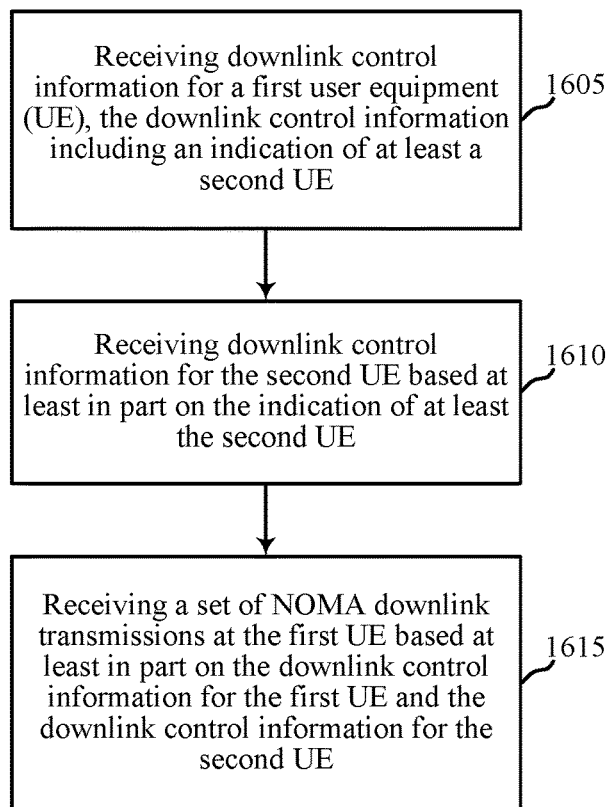 Receiving downlink control
information for a first user equipment
(UE), the downlink control information
including an indication of at least a
second UE
1605
Receiving downlink control
information for the second UE based at
least in part on the indication of at least
the second UE
1610
Receiving a set of NOMA downlink
transmissions at the first UE based at
least in part on the downlink control
information for the first UE and the
downlink control information for the
second UE
1615